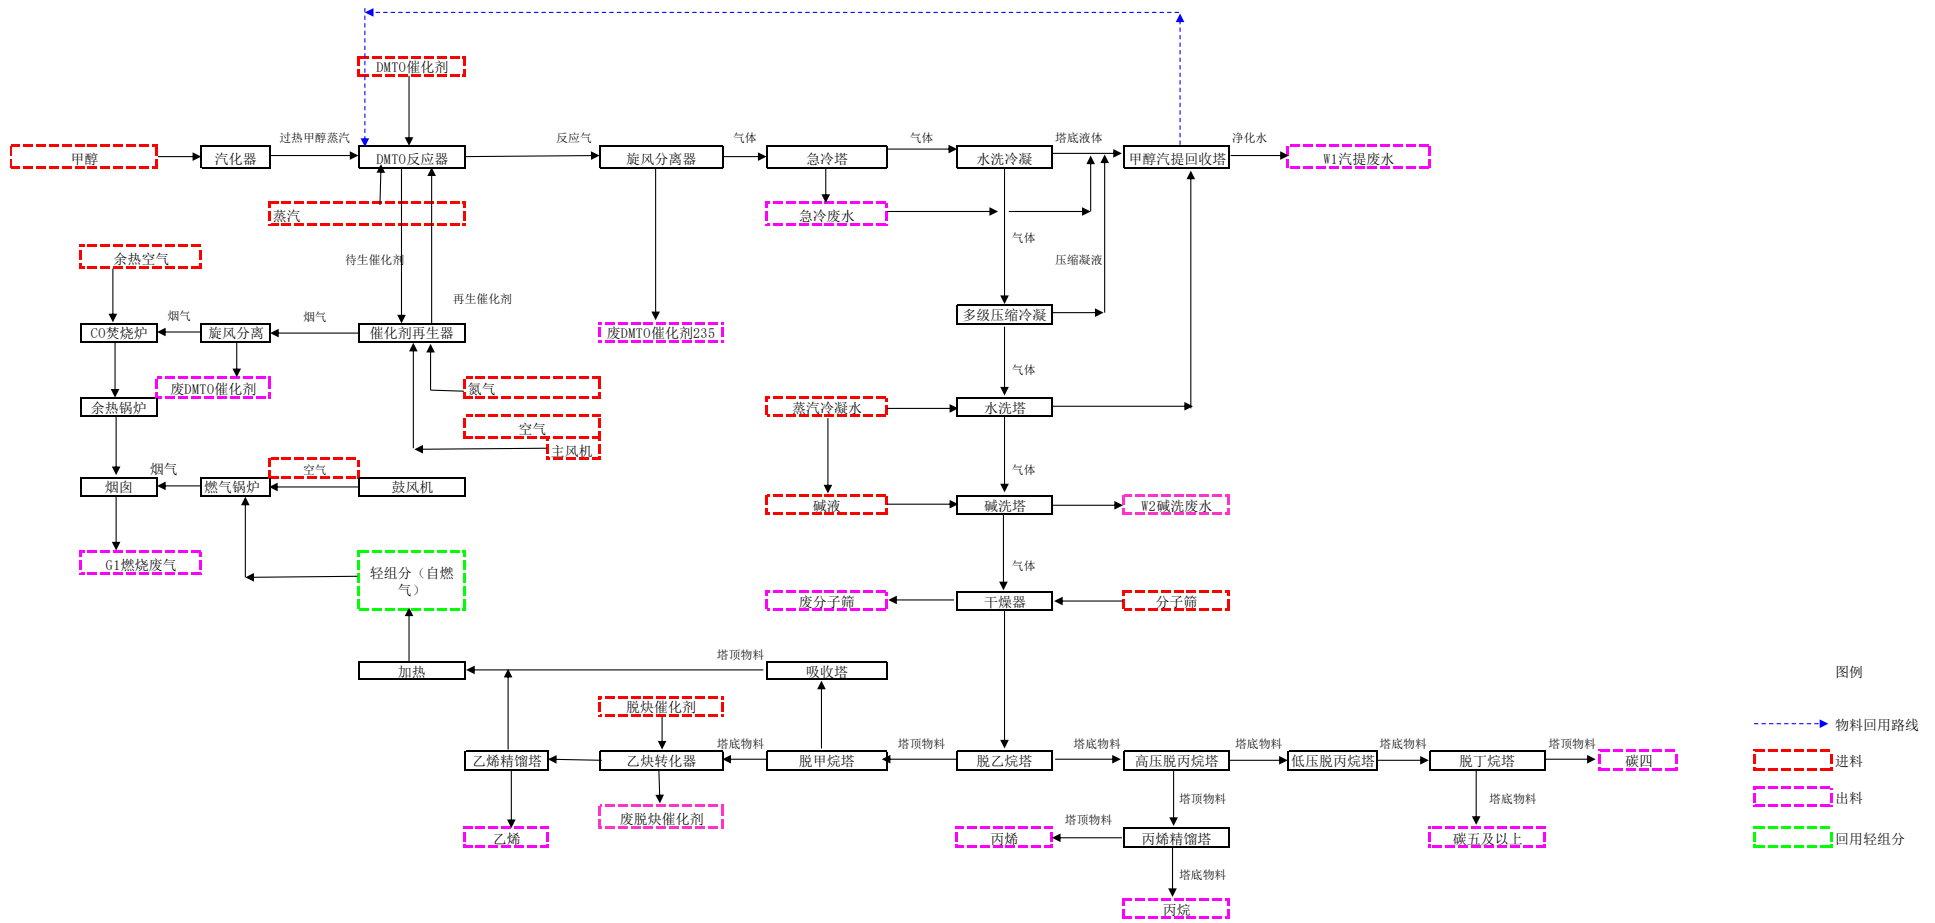 DMTO催化剂
过热甲醇蒸汽
反应气
气体
气体
塔底液体
净化水
甲醇
汽化器
DMTO反应器
旋风分离器
急冷塔
水洗冷凝
甲醇汽提回收塔
W1汽提废水
蒸汽
急冷废水
气体
余热空气
待生催化剂
压缩凝液
再生催化剂
烟气
烟气
多级压缩冷凝
CO焚烧炉
旋风分离
催化剂再生器
废DMTO催化剂235
气体
废DMTO催化剂
氮气
余热锅炉
蒸汽冷凝水
水洗塔
空气
主风机
烟气
空气
气体
烟囱
燃气锅炉
鼓风机
碱液
碱洗塔
W2碱洗废水
G1燃烧废气
轻组分（自燃
气）
气体
废分子筛
干燥器
分子筛
塔顶物料
加热
吸收塔
图例
脱炔催化剂
物料回用路线
塔底物料
塔顶物料
塔底物料
塔底物料
塔底物料
塔顶物料
乙烯精馏塔
乙炔转化器
脱甲烷塔
脱乙烷塔
高压脱丙烷塔
低压脱丙烷塔
脱丁烷塔
碳四
进料
塔顶物料
塔底物料
出料
废脱炔催化剂
塔顶物料
乙烯
丙烯
丙烯精馏塔
碳五及以上
回用轻组分
塔底物料
丙烷